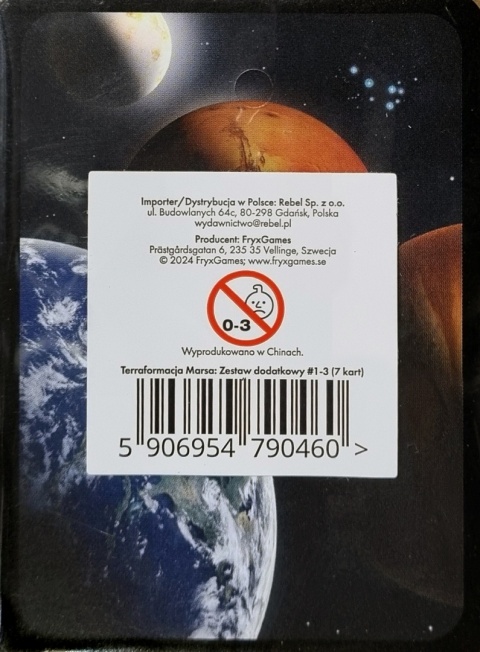 Importer/Dystrybucja w Polsce: Rebel Sp. z o.o.
ul. Budowlanych 64c, 80-298 Gdańsk, Polska
wydawnictwo@rebel.pl
Producent: FryxGames
Prästgårdsgatan 6, 235 35 Vellinge, Szwecja
© 2024 FryxGames; www.fryxgames.se
0-3
Wyprodukowano w Chinach.
Terraformacja Marsa: Zestaw dodatkowy #1-3 (7 kart)
5 906954 790460 >